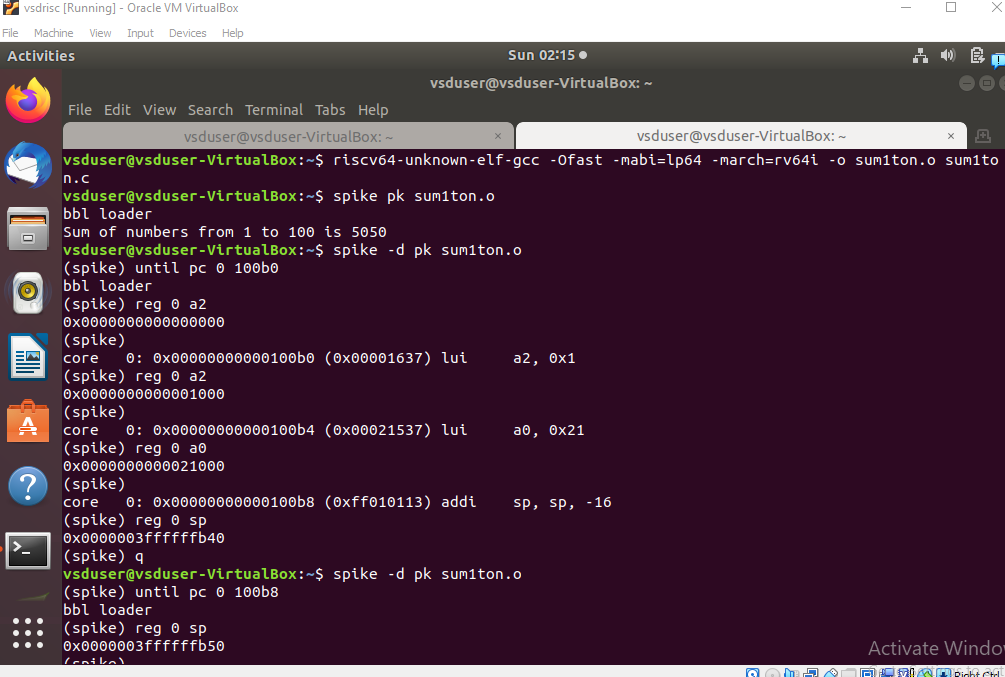 vsdrisc [Running] - Oracle VM VirtualBox
File Machine View Input Devices Help
Activities
Sun 02:15
vsduser@vsduser-VirtualBox: ~
File Edit View Search Terminal Tabs Help
vsduser@vsduser-VirtualBox: ~ × vsduser@vsduser-VirtualBox: ~ ×
vsduser@vsduser-VirtualBox:~$ riscv64-unknown-elf-gcc -Ofast -mabi=lp64 -march=rv64i -o sum1ton.o sum1to
n.c
vsduser@vsduser-VirtualBox:~$ spike pk sum1ton.o
bbl loader
Sum of numbers from 1 to 100 is 5050
vsduser@vsduser-VirtualBox:~$ spike -d pk sum1ton.o
(spike) until pc 0 100b0
bbl loader
(spike) reg 0 a2
0x0000000000000000
(spike)
core   0: 0x00000000000100b0 (0x00001637) lui     a2, 0x1
(spike) reg 0 a2
0x0000000000001000
(spike)
core   0: 0x00000000000100b4 (0x00021537) lui     a0, 0x21
(spike) reg 0 a0
0x0000000000021000
(spike)
core   0: 0x00000000000100b8 (0xff010113) addi    sp, sp, -16
(spike) reg 0 sp
0x0000003ffffffb40
(spike) q
vsduser@vsduser-VirtualBox:~$ spike -d pk sum1ton.o
(spike) until pc 0 100b8
bbl loader
(spike) reg 0 sp
0x0000003ffffffb50
(spike)
Activate Windo
Right Ctrl